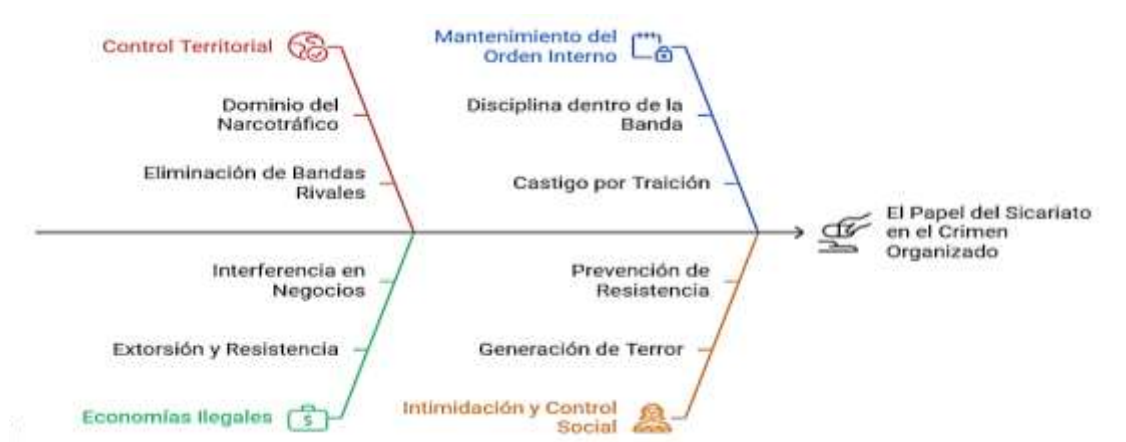 Control Territorial
Dominio del
Narcotráfico
Eliminación de Bandas
Rivales
Mantenimiento del
Orden Interno
Disciplina dentro de la
Banda
Castigo por Traición
El Papel del Sicariato
en el Crimen
Organizado
Interferencia en
Negocios
Extorsión y Resistencia
Economías Ilegales
$
Prevención de
Resistencia
Generación de Terror
Intimidación y Control
Social